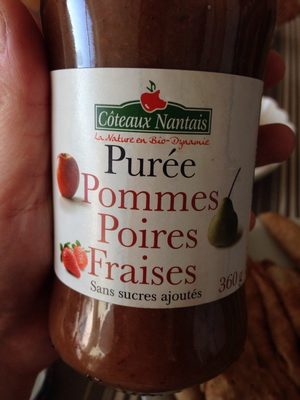 Côteaux Nantais
La Nature en Bio-Dynamie
Purée
Pommes
Poires
Fraises
Sans sucres ajoutés
360 g